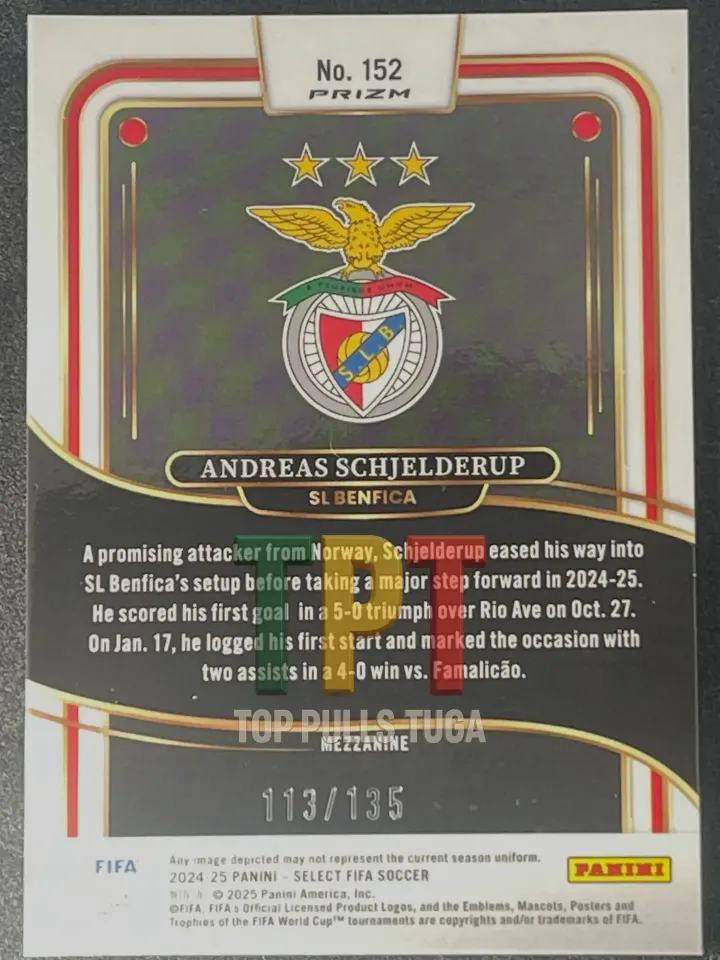 No. 152
PRIZM
E PLURIBUS UNUM
S.L.B.
ANDREAS SCHJELDERUP
SL BENFICA
A promising attacker from Norway, Schjelderup eased his way into
SL Benfica's setup before taking a major step forward in 2024-25.
He scored his first goal in a 5-0 triumph over Rio Ave on Oct. 27.
On Jan. 17, he logged his first start and marked the occasion with
two assists in a 4-0 win vs. Famalicão.
TPT
TOP PULLS TUGA
MEZZANINE
113/135
FIFA
Any image depicted may not represent the current season uniform.
2024-25 PANINI - SELECT FIFA SOCCER
© 2025 Panini America, Inc.
©FIFA, FIFA's Official Licensed Product Logos, and the Emblems, Mascots, Posters and
Trophies of the FIFA World Cup™ tournaments are copyrights and/or trademarks of FIFA.
PANINI